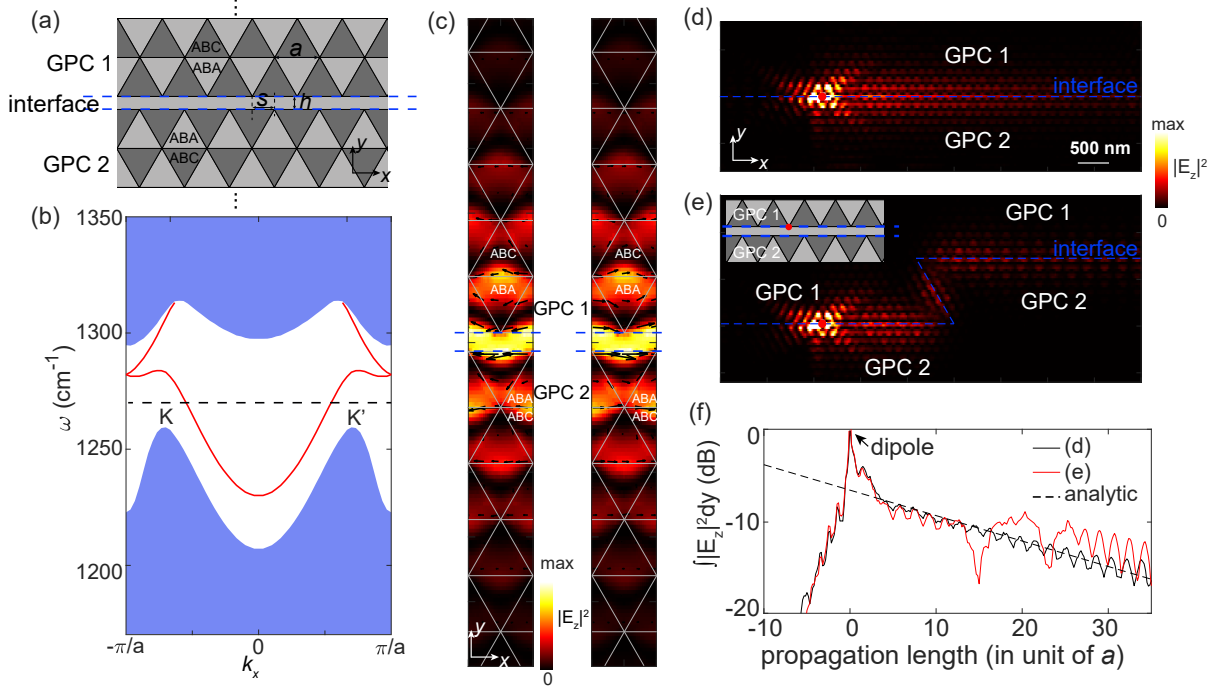 (a)
ABC
a
GPC 1
ABA
interface
s
h
ABA
GPC 2
ABC
y
x
(b)
1350
1300
1250
1200
ω (cm⁻¹)
K
K'
-π/a
0
π/a
kₓ
(c)
ABC
ABC
ABA
ABA
GPC 1
GPC 2
ABA
ABA
ABC
ABC
max
|E_z|²
0
y
x
(d)
GPC 1
interface
GPC 2
y
x
500 nm
max
|E_z|²
0
(e)
GPC 1
GPC 2
GPC 1
interface
GPC 1
GPC 2
GPC 2
(f)
0
-10
-20
∫|E_z|²dy (dB)
dipole
(d)
(e)
analytic
-10
0
10
20
30
propagation length (in unit of a)